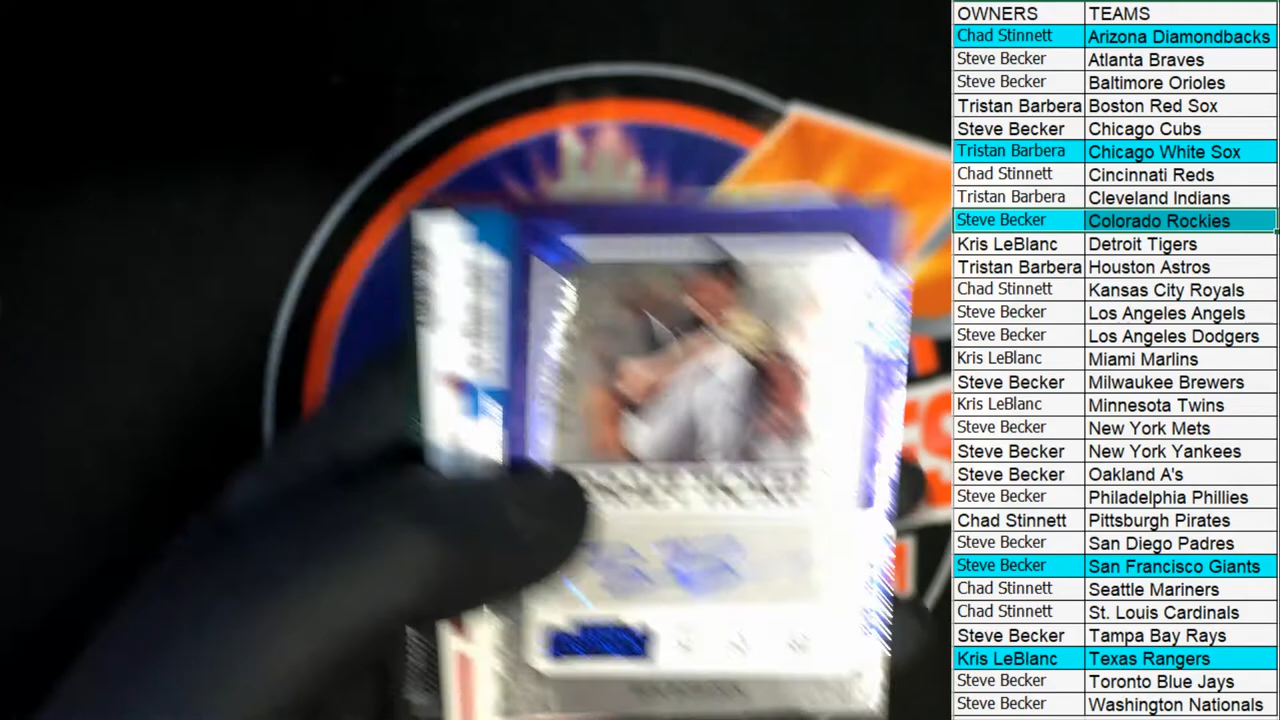 OWNERS TEAMS
Chad Stinnett Arizona Diamondbacks
Steve Becker Atlanta Braves
Steve Becker Baltimore Orioles
Tristan Barbera Boston Red Sox
Steve Becker Chicago Cubs
Tristan Barbera Chicago White Sox
Chad Stinnett Cincinnati Reds
Tristan Barbera Cleveland Indians
Steve Becker Colorado Rockies
Kris LeBlanc Detroit Tigers
Tristan Barbera Houston Astros
Chad Stinnett Kansas City Royals
Steve Becker Los Angeles Angels
Steve Becker Los Angeles Dodgers
Kris LeBlanc Miami Marlins
Steve Becker Milwaukee Brewers
Kris LeBlanc Minnesota Twins
Steve Becker New York Mets
Steve Becker New York Yankees
Steve Becker Oakland A's
Steve Becker Philadelphia Phillies
Chad Stinnett Pittsburgh Pirates
Steve Becker San Diego Padres
Steve Becker San Francisco Giants
Chad Stinnett Seattle Mariners
Chad Stinnett St. Louis Cardinals
Steve Becker Tampa Bay Rays
Kris LeBlanc Texas Rangers
Steve Becker Toronto Blue Jays
Steve Becker Washington Nationals